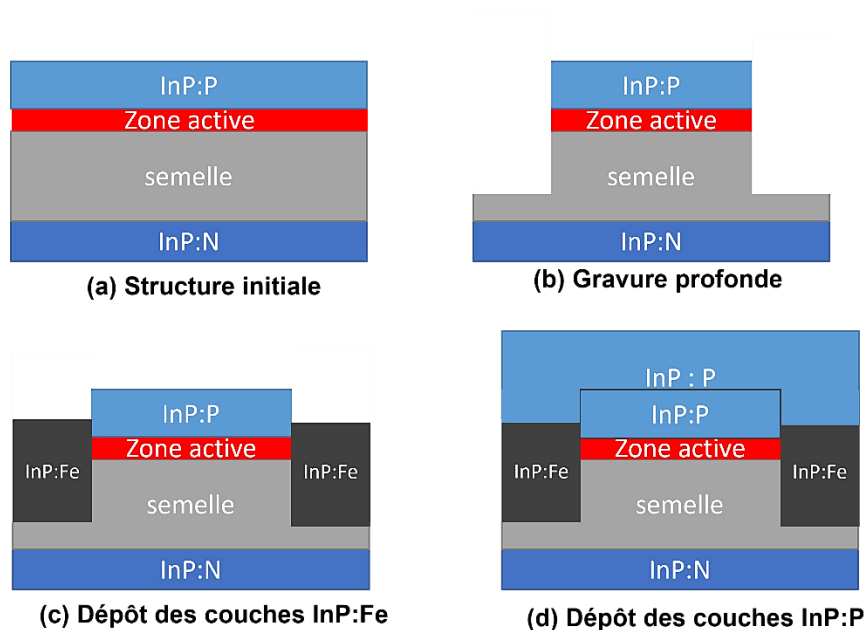 InP:P
Zone active
semelle
InP:N
(a) Structure initiale
InP:P
Zone active
semelle
InP:N
(b) Gravure profonde
InP:P
Zone active
InP:Fe
InP:Fe
semelle
InP:N
(c) Dépôt des couches InP:Fe
InP : P
InP:P
Zone active
InP:Fe
InP:Fe
semelle
InP:N
(d) Dépôt des couches InP:P